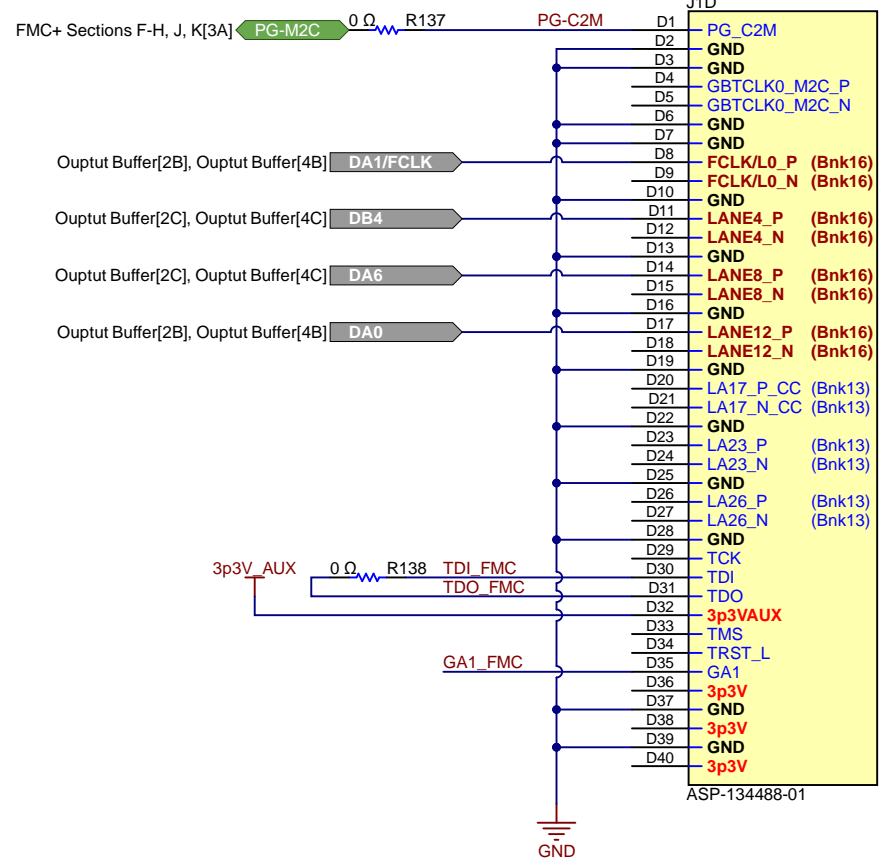 J1D
FMC+ Sections F-H, J, K[3A] PG-M2C 0 Ω R137 PG-C2M D1 PG_C2M
D2 GND
D3 GND
D4 GBTCLK0_M2C_P
D5 GBTCLK0_M2C_N
D6 GND
D7 GND
Ouptut Buffer[2B], Ouptut Buffer[4B] DA1/FCLK D8 FCLK/L0_P (Bnk16)
D9 FCLK/L0_N (Bnk16)
D10 GND
Ouptut Buffer[2C], Ouptut Buffer[4C] DB4 D11 LANE4_P (Bnk16)
D12 LANE4_N (Bnk16)
D13 GND
Ouptut Buffer[2C], Ouptut Buffer[4C] DA6 D14 LANE8_P (Bnk16)
D15 LANE8_N (Bnk16)
D16 GND
Ouptut Buffer[2B], Ouptut Buffer[4B] DA0 D17 LANE12_P (Bnk16)
D18 LANE12_N (Bnk16)
D19 GND
D20 LA17_P_CC (Bnk13)
D21 LA17_N_CC (Bnk13)
D22 GND
D23 LA23_P (Bnk13)
D24 LA23_N (Bnk13)
D25 GND
D26 LA26_P (Bnk13)
D27 LA26_N (Bnk13)
D28 GND
D29 TCK
3p3V_AUX 0 Ω R138 TDI_FMC D30 TDI
TDO_FMC D31 TDO
D32 3p3VAUX
D33 TMS
D34 TRST_L
GA1_FMC D35 GA1
D36 3p3V
D37 GND
D38 3p3V
D39 GND
D40 3p3V
ASP-134488-01
GND